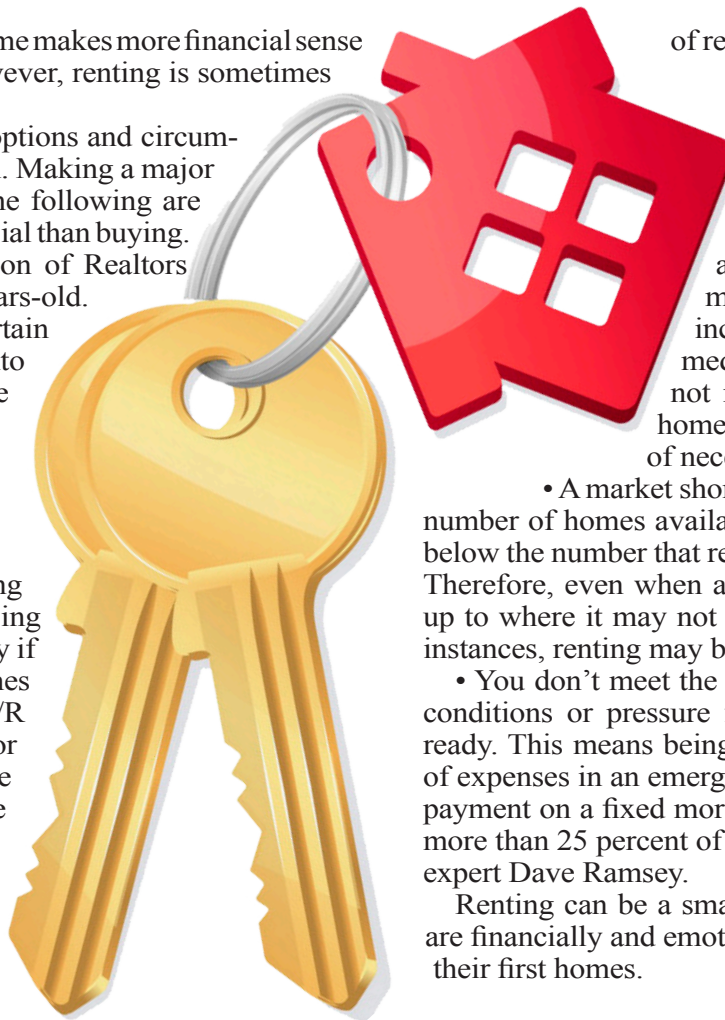 me makes more financial sense
renting is sometimes
options and circum-
Making a major
following are
ial than buying.
on of Realtors
ars-old.
rtain
to
e
ng
ing
y if
nes
/R
or
e
e
of re
a
m
inc
med
not
home
of nece
• A market shor
number of homes availa
below the number that re
Therefore, even when a
up to where it may not
instances, renting may b
• You don’t meet the
conditions or pressure
ready. This means being
of expenses in an emerg
payment on a fixed mor
more than 25 percent of
expert Dave Ramsey.
Renting can be a sma
are financially and emot
their first homes.